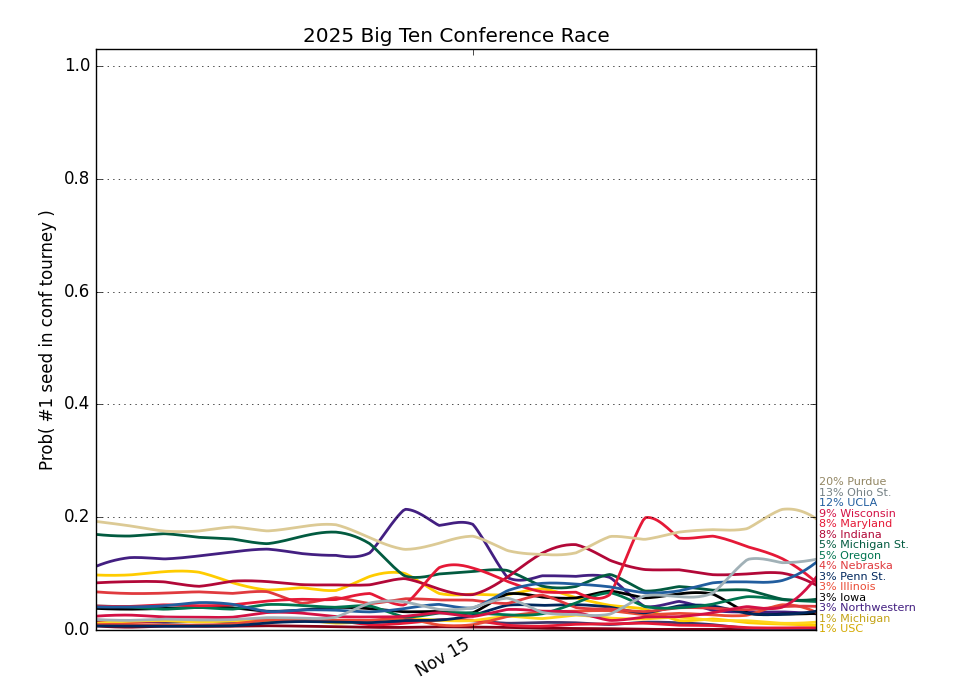 2025 Big Ten Conference Race
Prob( #1 seed in conf tourney )
1.0
0.8
0.6
0.4
0.2
0.0
Nov 15
20% Purdue
13% Ohio St.
12% UCLA
9% Wisconsin
8% Maryland
8% Indiana
5% Michigan St.
5% Oregon
4% Nebraska
3% Penn St.
3% Illinois
3% Iowa
3% Northwestern
1% Michigan
1% USC